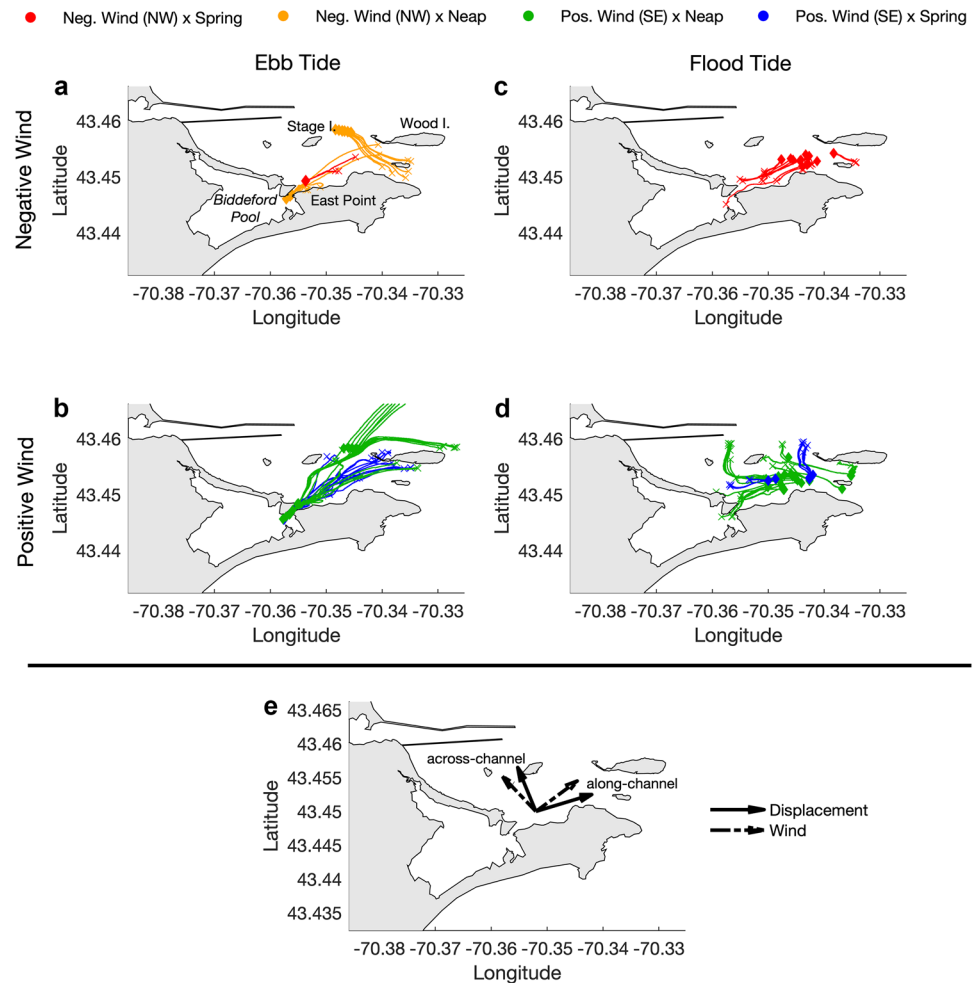 Neg. Wind (NW) x Spring Neg. Wind (NW) x Neap Pos. Wind (SE) x Neap Pos. Wind (SE) x Spring
Ebb Tide
Flood Tide
Negative Wind
a
43.46
43.45
43.44
Latitude
Stage I.
Wood I.
Biddeford
Pool
East Point
-70.38 -70.37 -70.36 -70.35 -70.34 -70.33
Longitude
c
43.46
43.45
43.44
Latitude
-70.38 -70.37 -70.36 -70.35 -70.34 -70.33
Longitude
Positive Wind
b
43.46
43.45
43.44
Latitude
-70.38 -70.37 -70.36 -70.35 -70.34 -70.33
Longitude
d
43.46
43.45
43.44
Latitude
-70.38 -70.37 -70.36 -70.35 -70.34 -70.33
Longitude
e
43.465
43.46
43.455
43.45
43.445
43.44
43.435
Latitude
across-channel
along-channel
Displacement
Wind
-70.38 -70.37 -70.36 -70.35 -70.34 -70.33
Longitude